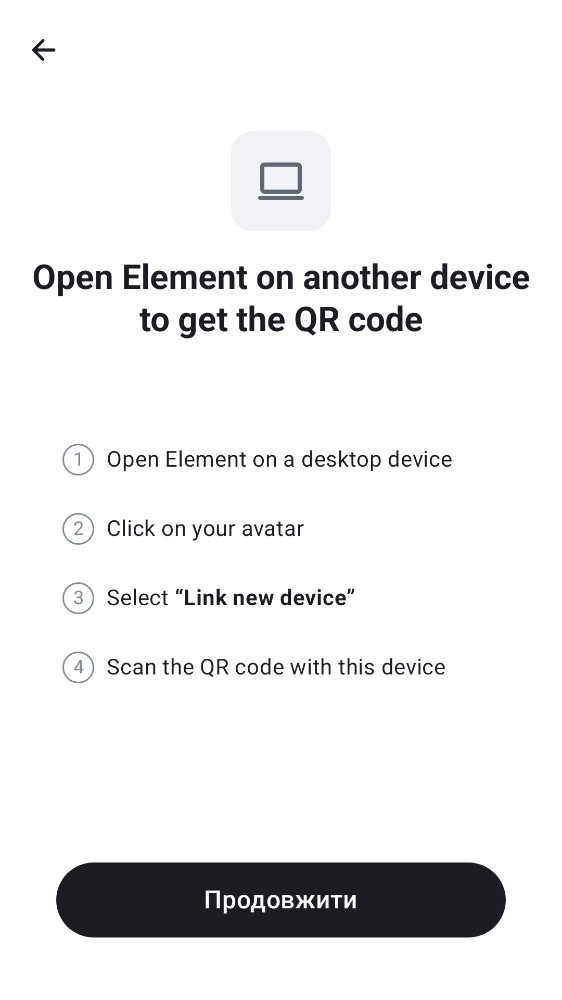 Open Element on another device
to get the QR code
1 Open Element on a desktop device
2 Click on your avatar
3 Select “Link new device”
4 Scan the QR code with this device
Продовжити